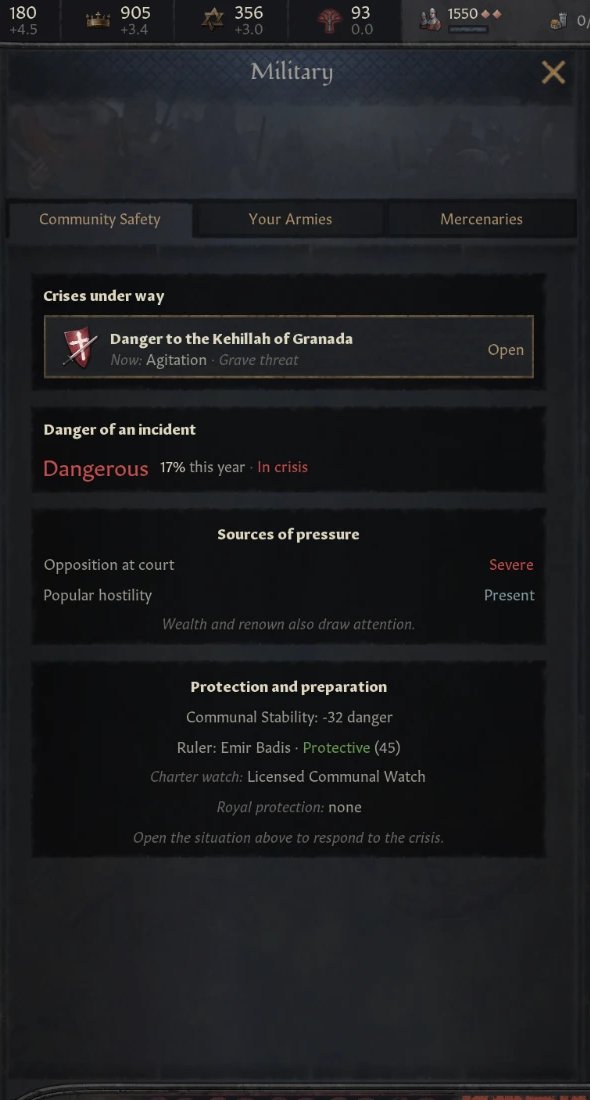 180 905 356 93 1550 0/
+4.5 +3.4 +3.0 0.0
Military
Community Safety Your Armies Mercenaries
Crises under way
Danger to the Kehillah of Granada
Now: Agitation · Grave threat
Open
Danger of an incident
Dangerous 17% this year · In crisis
Sources of pressure
Opposition at court Severe
Popular hostility Present
Wealth and renown also draw attention.
Protection and preparation
Communal Stability: -32 danger
Ruler: Emir Badis · Protective (45)
Charter watch: Licensed Communal Watch
Royal protection: none
Open the situation above to respond to the crisis.